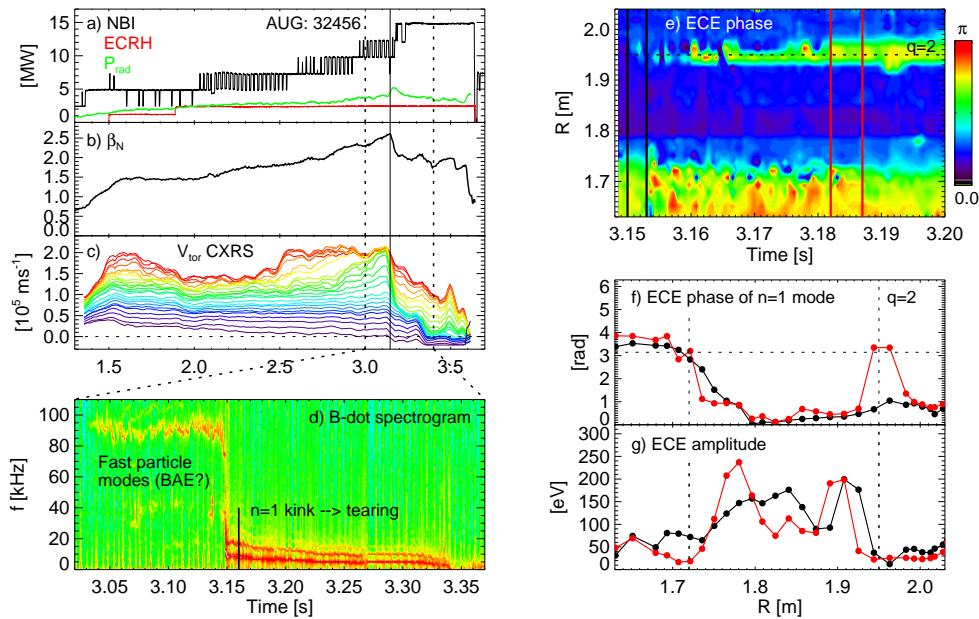 a) NBI
AUG: 32456
ECRH
P_rad
[MW]
15
10
5
0
b) β_N
2.5
2.0
1.5
1.0
0.5
0.0
c)
V_tor CXRS
[10⁵ ms⁻¹]
2.0
1.5
1.0
0.5
0.0
1.5 2.0 2.5 3.0 3.5
d) B-dot spectrogram
Fast particle
modes (BAE?)
n=1 kink --> tearing
f [kHz]
100
80
60
40
20
0
3.05 3.10 3.15 3.20 3.25 3.30 3.35
Time [s]
e) ECE phase
q=2
R [m]
2.0
1.9
1.8
1.7
3.15 3.16 3.17 3.18 3.19 3.20
Time [s]
π
0.0
f) ECE phase of n=1 mode
q=2
[rad]
6
5
4
3
2
1
0
g) ECE amplitude
[eV]
250
200
150
100
50
0
1.7 1.8 1.9 2.0
R [m]